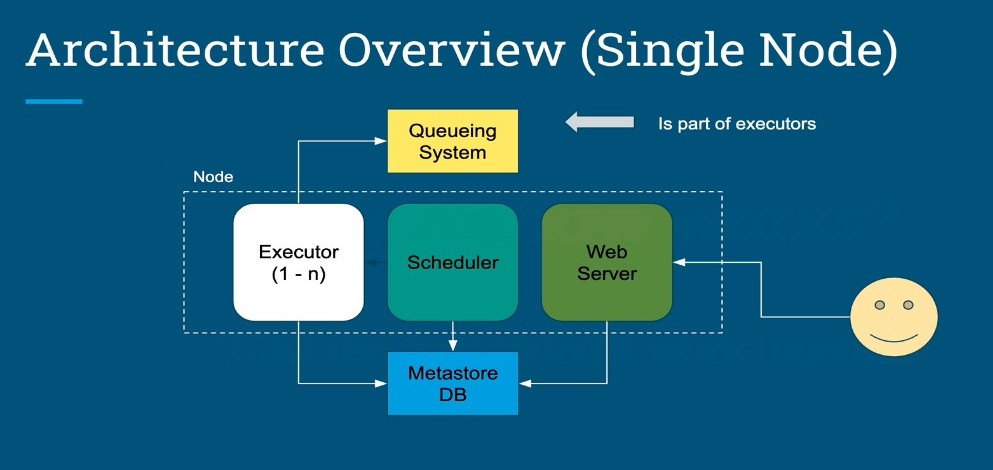 Architecture Overview (Single Node)
Queueing
System
Is part of executors
Node
Executor
(1 - n)
Scheduler
Web
Server
Metastore
DB